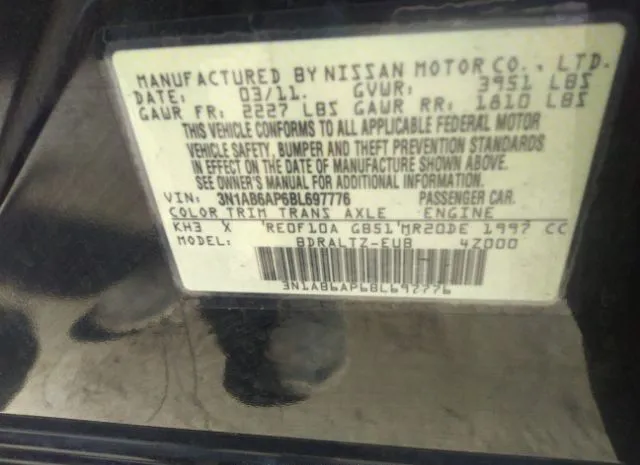 MANUFACTURED BY NISSAN MOTOR CO., LTD.
DATE: 03/11. GVWR: 3951 LBS
GAWR FR: 2227 LBS GAWR RR: 1810 LBS
THIS VEHICLE CONFORMS TO ALL APPLICABLE FEDERAL MOTOR
VEHICLE SAFETY, BUMPER AND THEFT PREVENTION STANDARDS
IN EFFECT ON THE DATE OF MANUFACTURE SHOWN ABOVE.
SEE OWNER'S MANUAL FOR ADDITIONAL INFORMATION.
VIN: 3N1AB6AP6BL697776 PASSENGER CAR.
COLOR TRIM TRANS AXLE ENGINE
KH3 X 'RE0F10A GB51'MR20DE 1997 CC
MODEL: BDRALTZ-EUB 4Z000
3N1AB6AP6BL697776